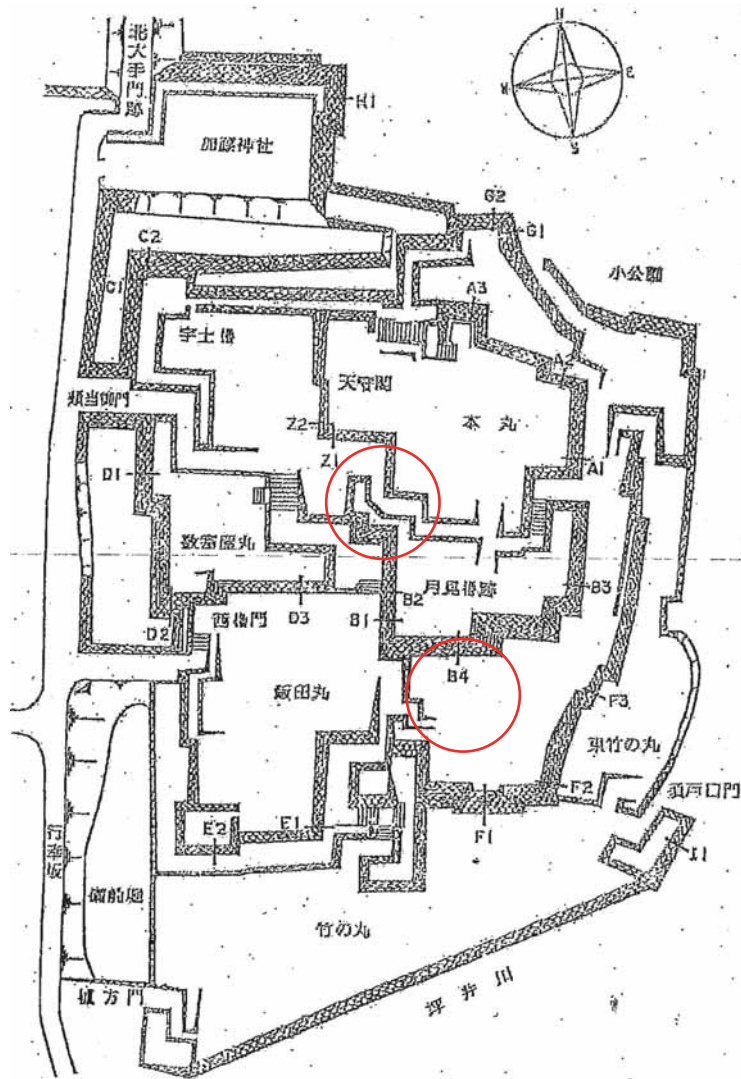 北大手門跡
N
E
W
S
H1
加藤神社
G2
G1
C2
小公園
C1
A3
宇土櫓
天守閣
A2
頬当御門
本丸
Z2
Z1
A1
D1
数寄屋丸
月見櫓跡
B3
B2
D3
西櫓門
B1
D2
B4
飯田丸
F3
東竹の丸
F2
須戸口門
E2
E1
F1
I1
行幸坂
備前堀
竹の丸
坪井川